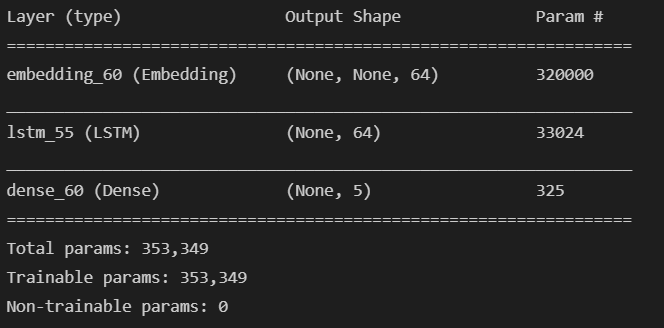 Layer (type) Output Shape Param #
=================================================================
embedding_60 (Embedding) (None, None, 64) 320000
_________________________________________________________________
lstm_55 (LSTM) (None, 64) 33024
_________________________________________________________________
dense_60 (Dense) (None, 5) 325
=================================================================
Total params: 353,349
Trainable params: 353,349
Non-trainable params: 0